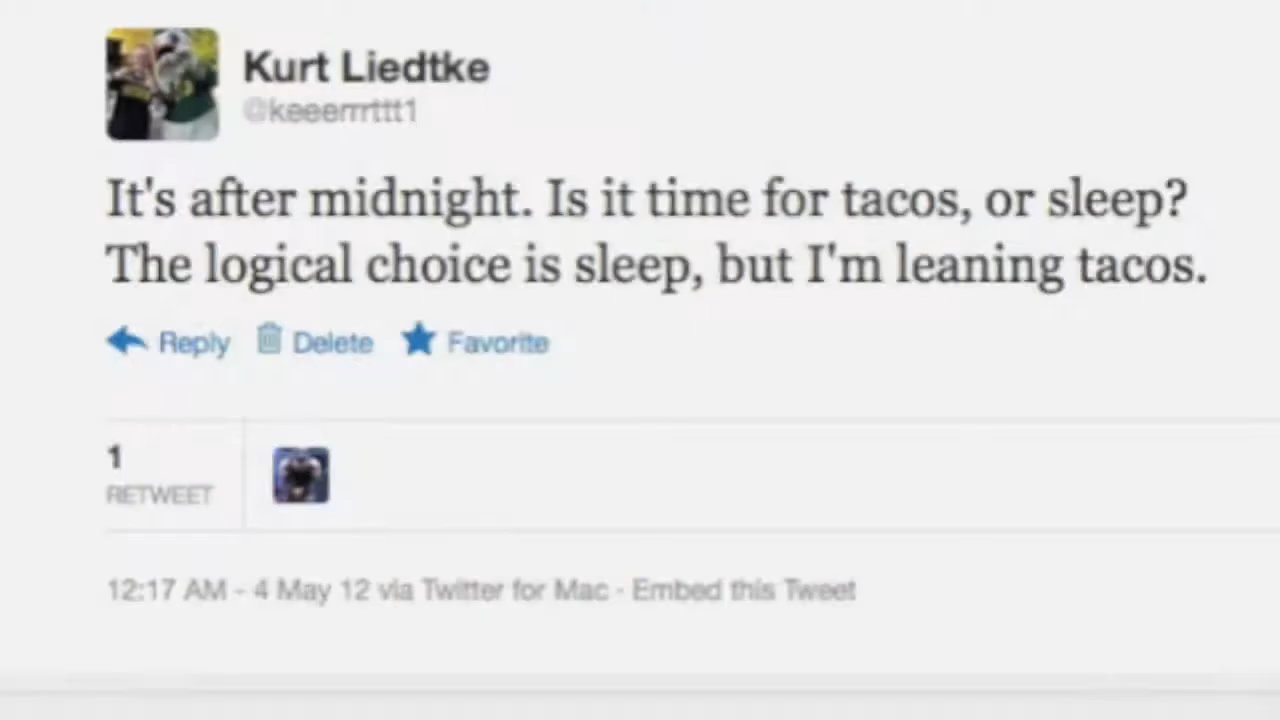 Kurt Liedtke
@keeerrrttt1
It's after midnight. Is it time for tacos, or sleep?
The logical choice is sleep, but I'm leaning tacos.
Reply Delete Favorite
1
RETWEET
12:17 AM - 4 May 12 via Twitter for Mac · Embed this Tweet